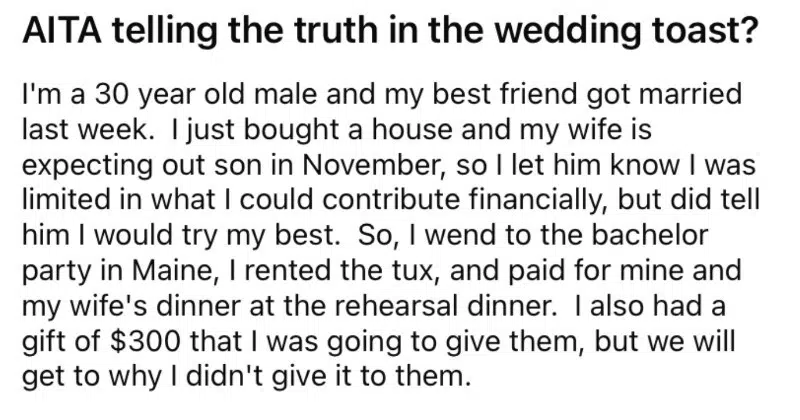 AITA telling the truth in the wedding toast?
I'm a 30 year old male and my best friend got married
last week.  I just bought a house and my wife is
expecting out son in November, so I let him know I was
limited in what I could contribute financially, but did tell
him I would try my best.  So, I wend to the bachelor
party in Maine, I rented the tux, and paid for mine and
my wife's dinner at the rehearsal dinner.  I also had a
gift of $300 that I was going to give them, but we will
get to why I didn't give it to them.